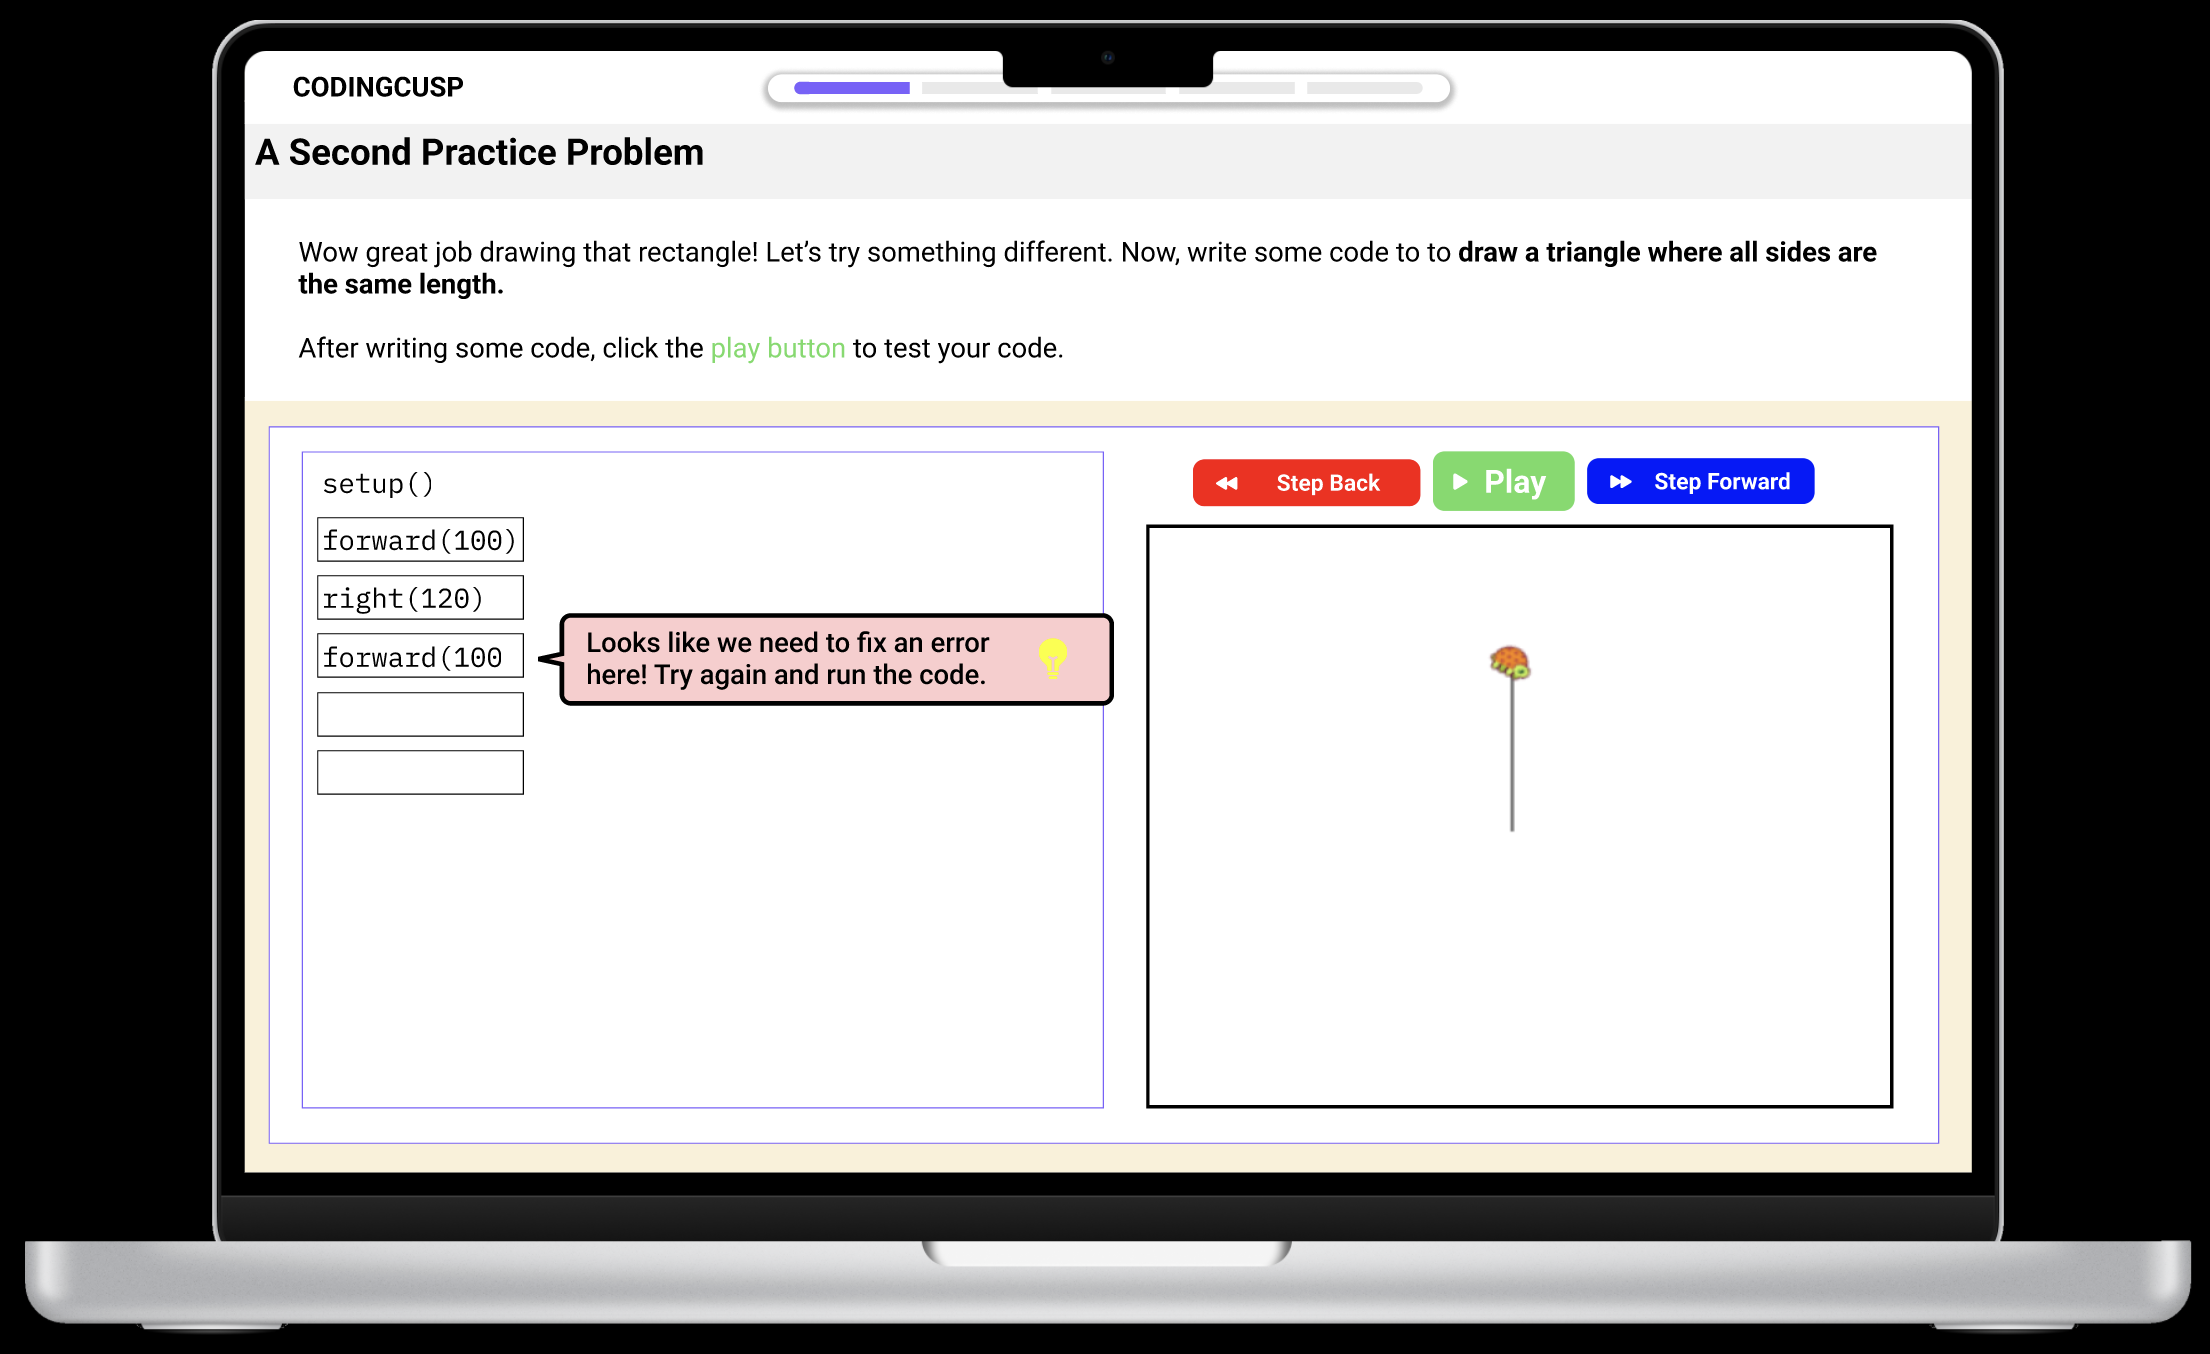 CODINGCUSP
A Second Practice Problem
Wow great job drawing that rectangle! Let’s try something different. Now, write some code to to draw a triangle where all sides are
the same length.
After writing some code, click the play button to test your code.
setup()
forward(100)
right(120)
forward(100
Looks like we need to fix an error
here! Try again and run the code.
Step Back
Play
Step Forward